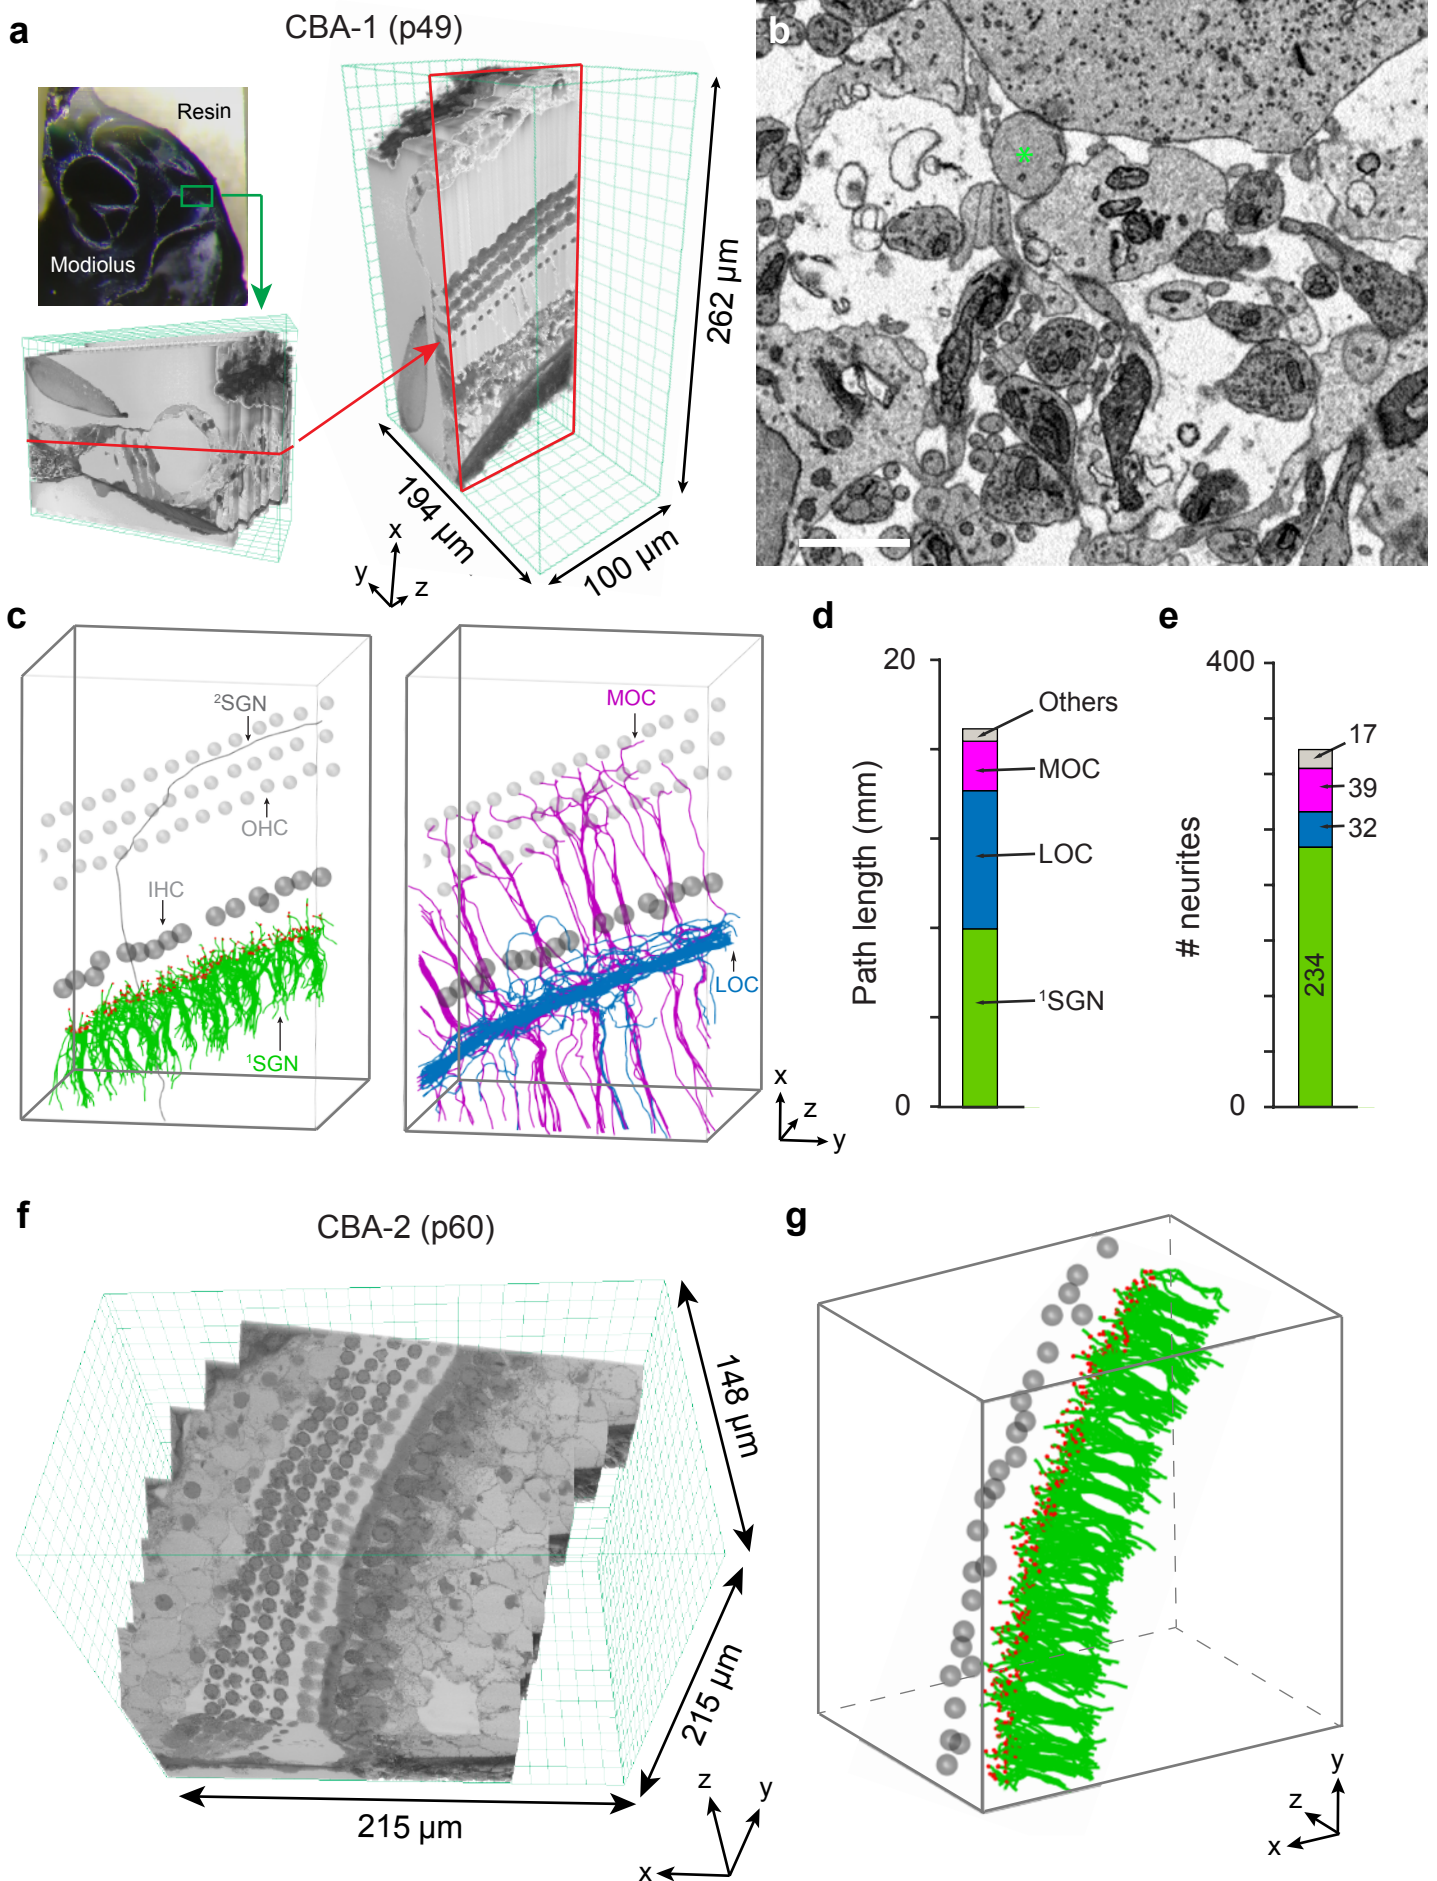 a
CBA-1 (p49)
Resin
Modiolus
262 µm
194 µm
100 µm
x
y
z
b
*
c
²SGN
OHC
IHC
¹SGN
MOC
LOC
x
z
y
d
20
Path length (mm)
0
Others
MOC
LOC
¹SGN
e
400
# neurites
0
17
39
32
234
f
CBA-2 (p60)
148 µm
215 µm
215 µm
z
y
x
g
y
z
x